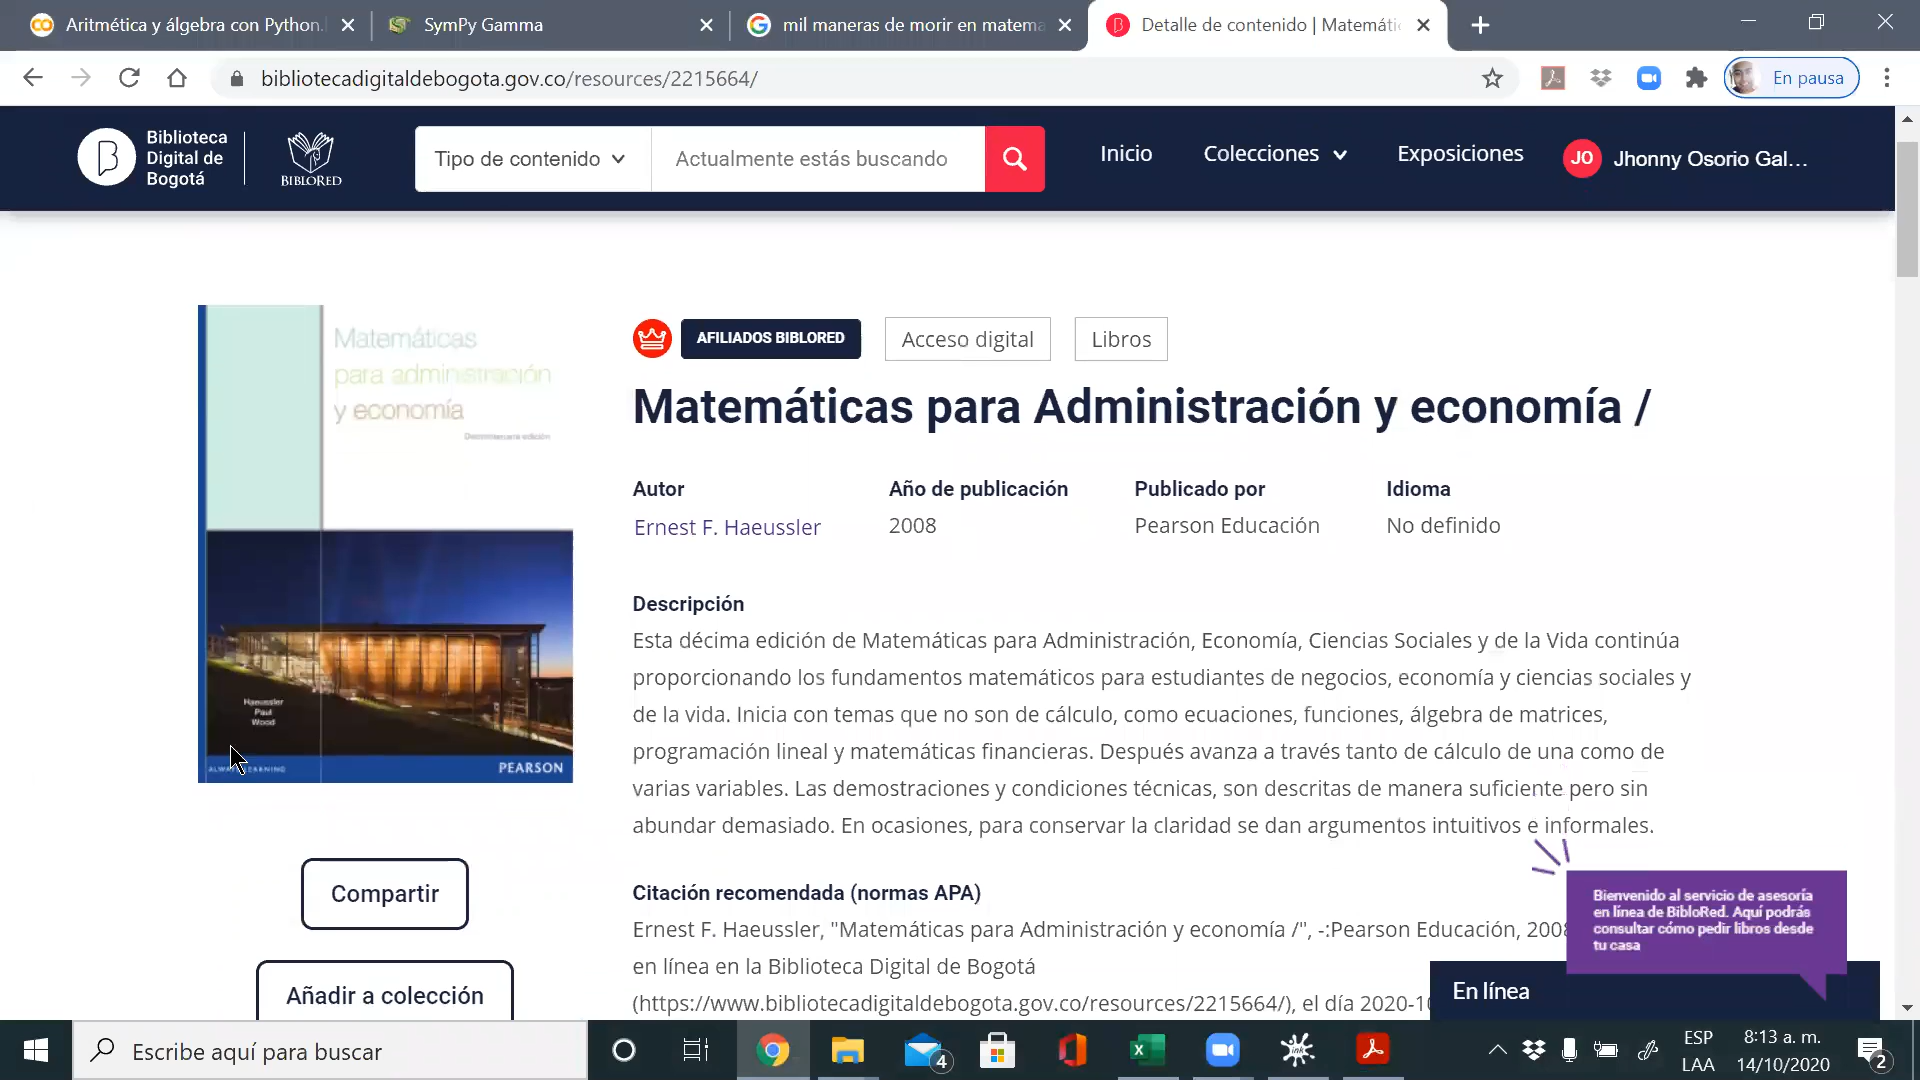 Aritmética y álgebra con Python.
SymPy Gamma
mil maneras de morir en matema
Detalle de contenido | Matemátic
bibliotecadigitaldebogota.gov.co/resources/2215664/
En pausa
Biblioteca
Digital de
Bogotá
BIBLORED
Tipo de contenido
Actualmente estás buscando
Inicio
Colecciones
Exposiciones
JO
Jhonny Osorio Gal...
Matemáticas
para administración
y economía
Haeussler
Paul
Wood
ALWAYS LEARNING
PEARSON
AFILIADOS BIBLORED
Acceso digital
Libros
Matemáticas para Administración y economía /
Autor
Año de publicación
Publicado por
Idioma
Ernest F. Haeussler
2008
Pearson Educación
No definido
Descripción
Esta décima edición de Matemáticas para Administración, Economía, Ciencias Sociales y de la Vida continúa
proporcionando los fundamentos matemáticos para estudiantes de negocios, economía y ciencias sociales y
de la vida. Inicia con temas que no son de cálculo, como ecuaciones, funciones, álgebra de matrices,
programación lineal y matemáticas financieras. Después avanza a través tanto de cálculo de una como de
varias variables. Las demostraciones y condiciones técnicas, son descritas de manera suficiente pero sin
abundar demasiado. En ocasiones, para conservar la claridad se dan argumentos intuitivos e informales.
Citación recomendada (normas APA)
Ernest F. Haeussler, "Matemáticas para Administración y economía /", -:Pearson Educación, 2008
en línea en la Biblioteca Digital de Bogotá
(https://www.bibliotecadigitaldebogota.gov.co/resources/2215664/), el día 2020-10
Compartir
Añadir a colección
Bienvenido al servicio de asesoría
en línea de BibloRed. Aquí podrás
consultar cómo pedir libros desde
tu casa
En línea
Escribe aquí para buscar
4
ESP
LAA
8:13 a. m.
14/10/2020
2